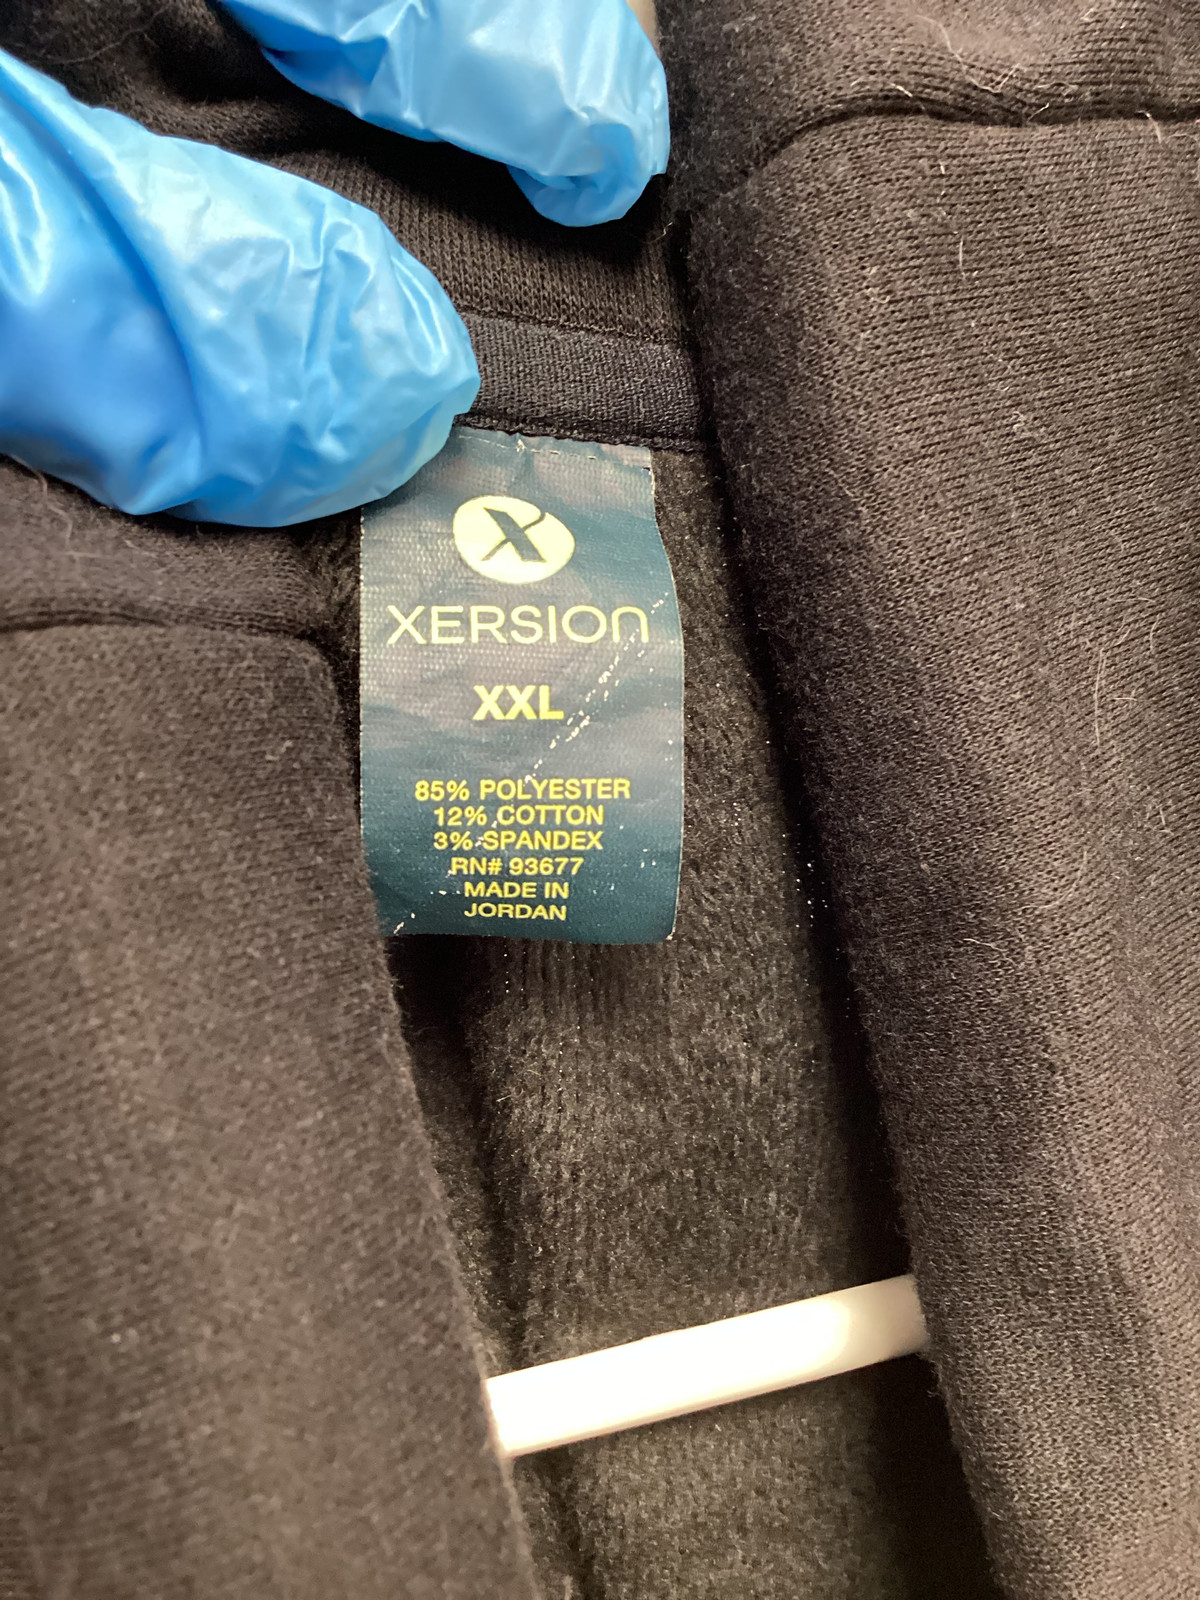 X
XERSION
XXL
85% POLYESTER
12% COTTON
3% SPANDEX
RN# 93677
MADE IN
JORDAN